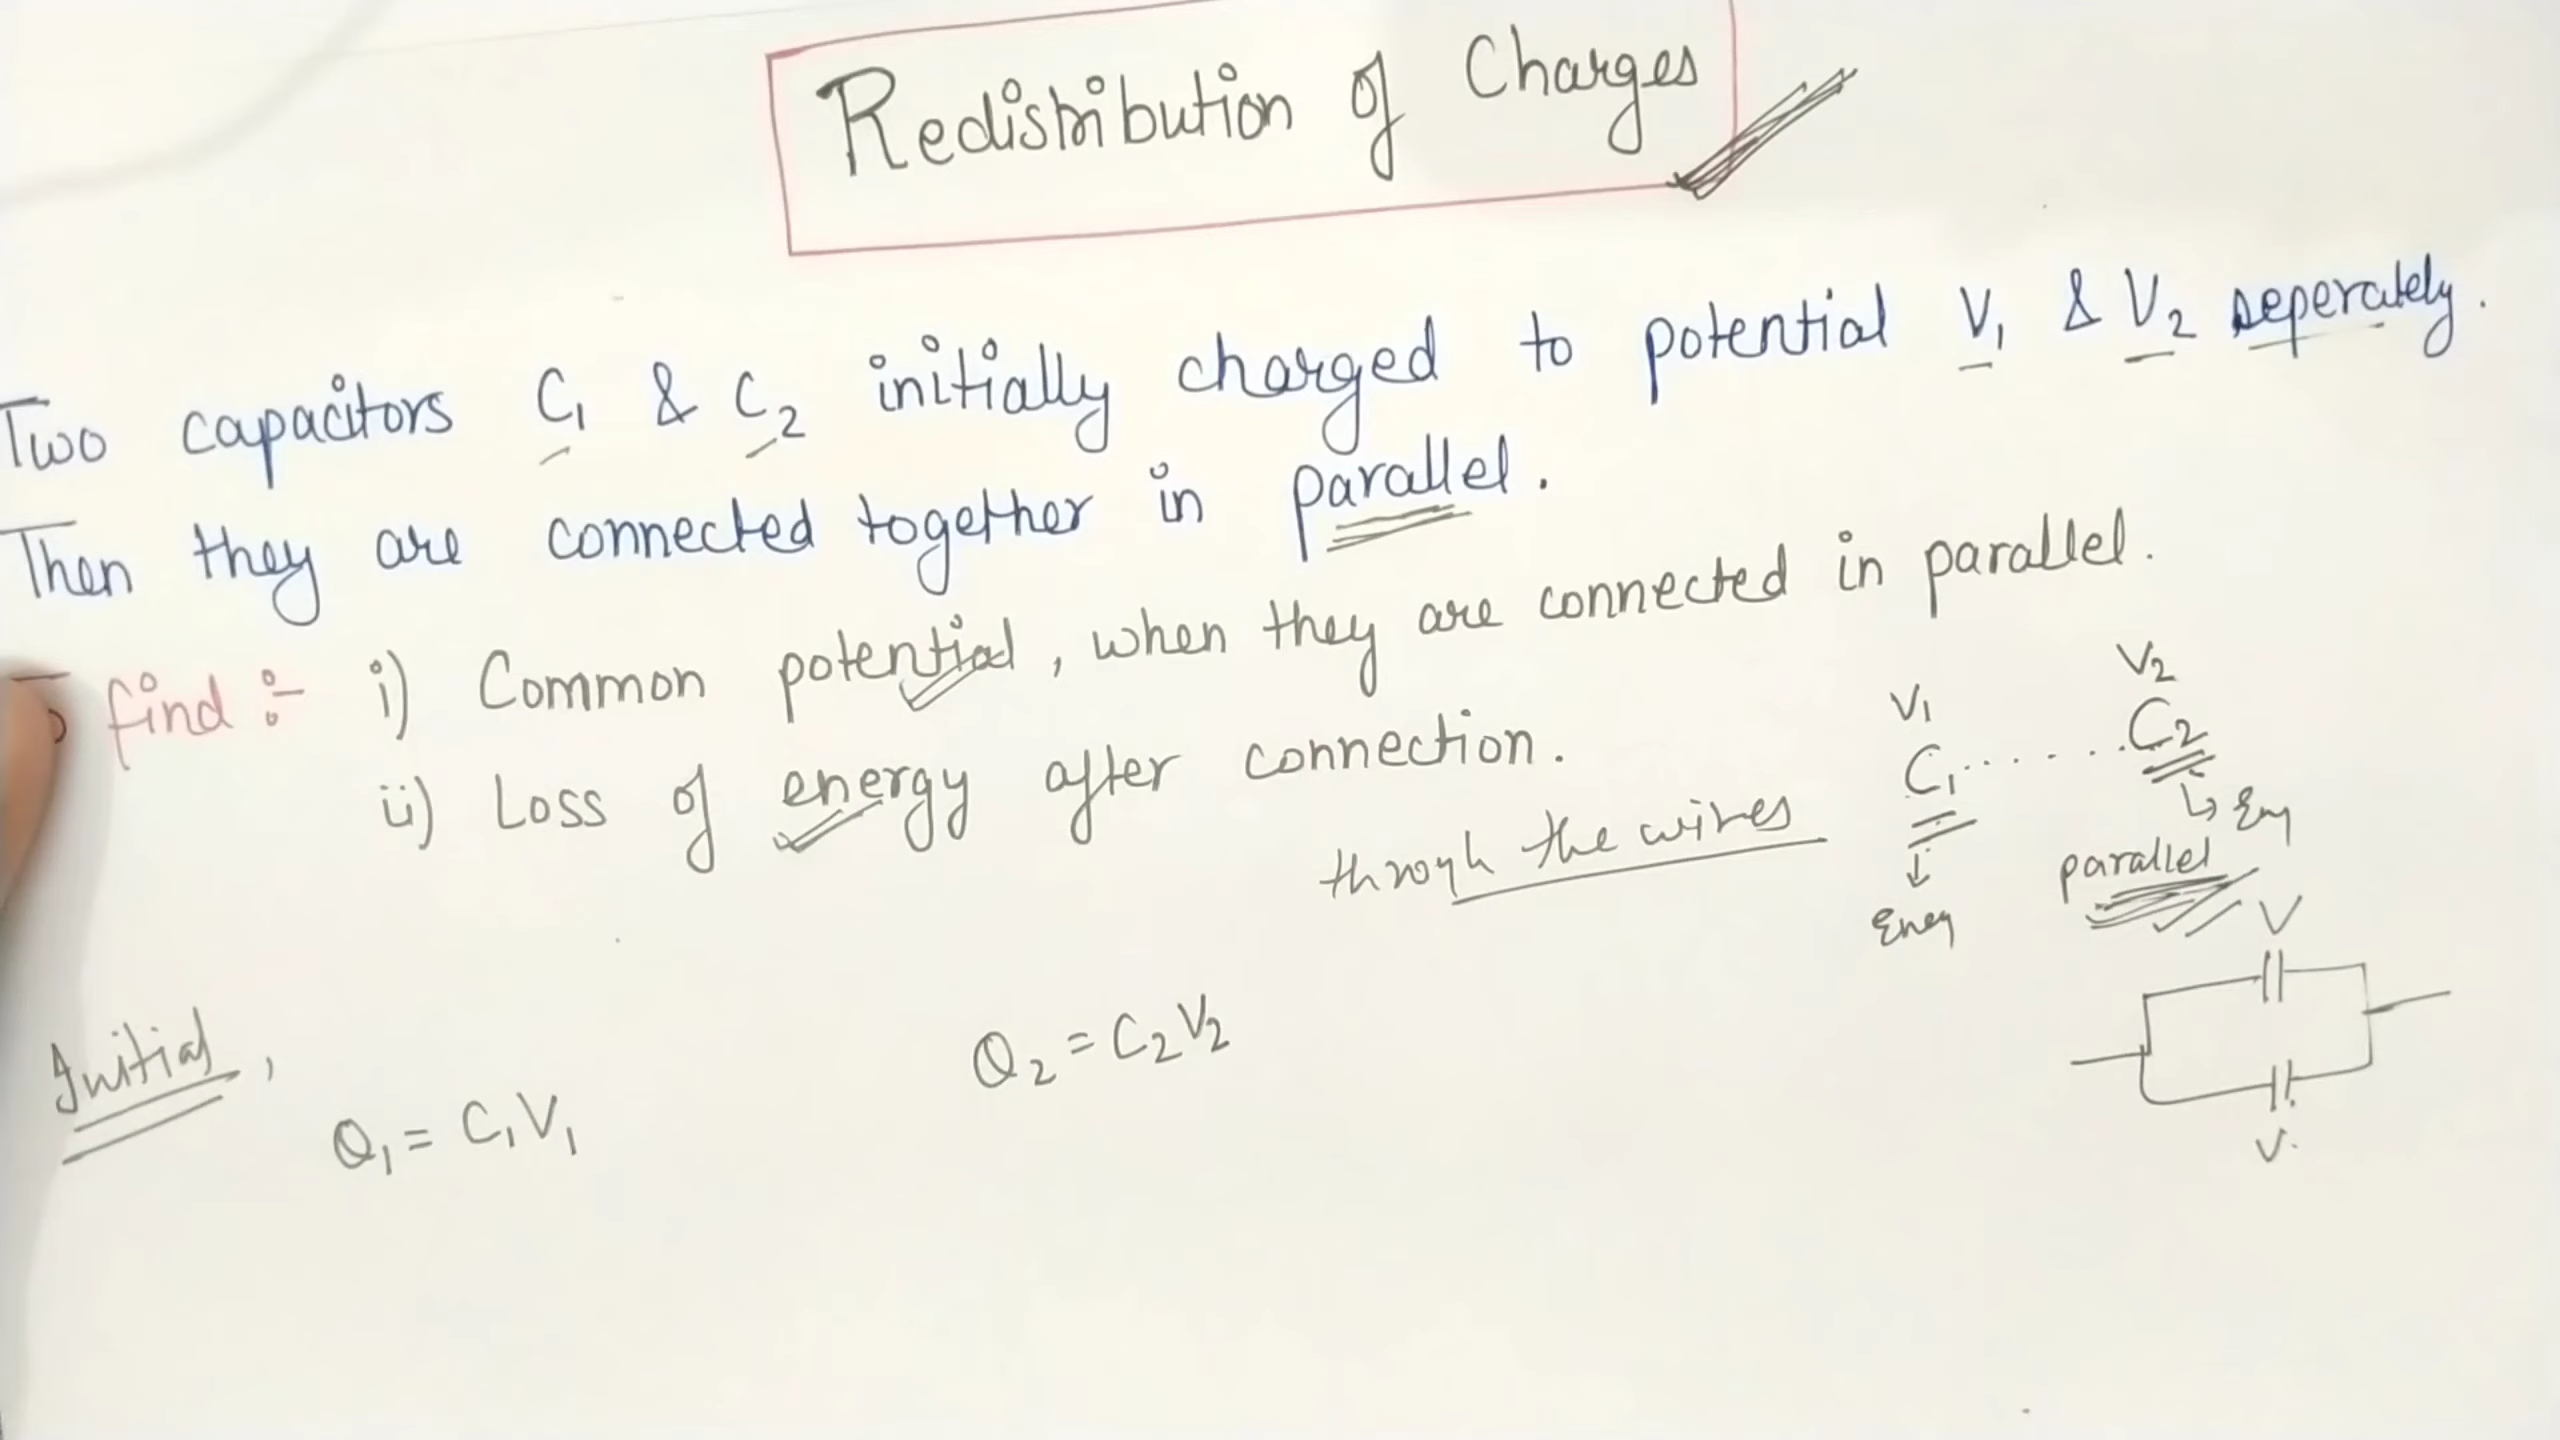 Redistribution of Charges
Two capacitors C₁ & C₂ initially charged to potential V₁ & V₂ seperately.
Then they are connected together in parallel.
find :- i) Common potential, when they are connected in parallel.
ii) Loss of energy after connection.
through the wires
V₁ V₂
C₁ ...... C₂
parallel
V
V
Initial,
Q₁ = C₁V₁ Q₂ = C₂V₂